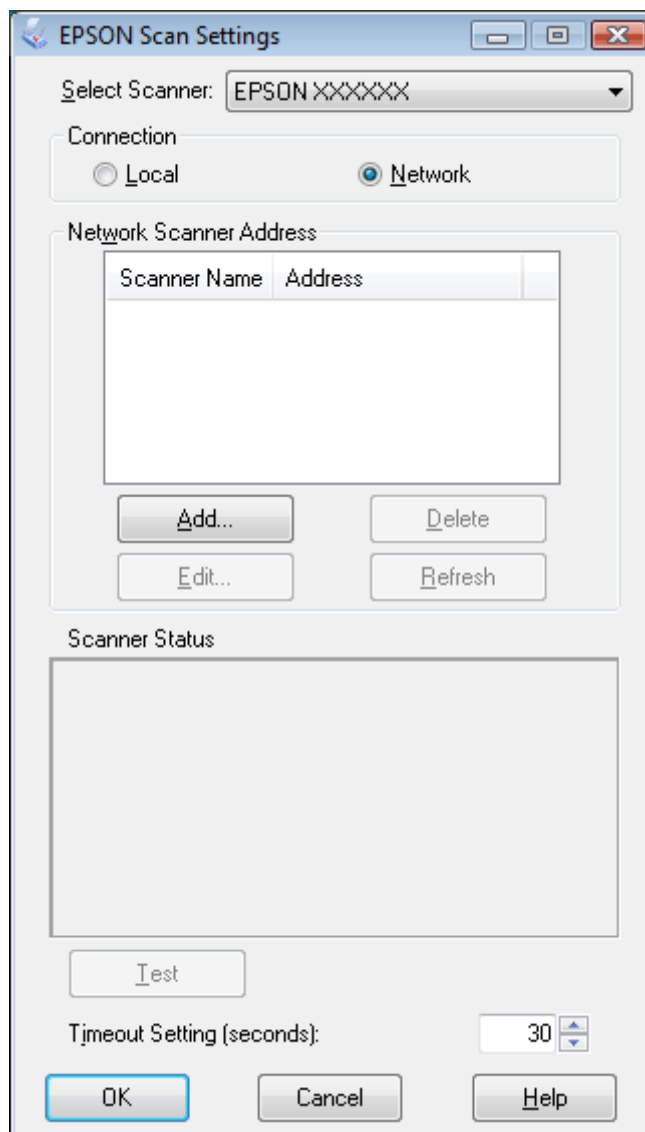 EPSON Scan Settings
Select Scanner: EPSON XXXXXX
Connection
Local Network
Network Scanner Address
Scanner Name Address
Add... Delete
Edit... Refresh
Scanner Status
Test
Timeout Setting (seconds): 30
OK Cancel Help